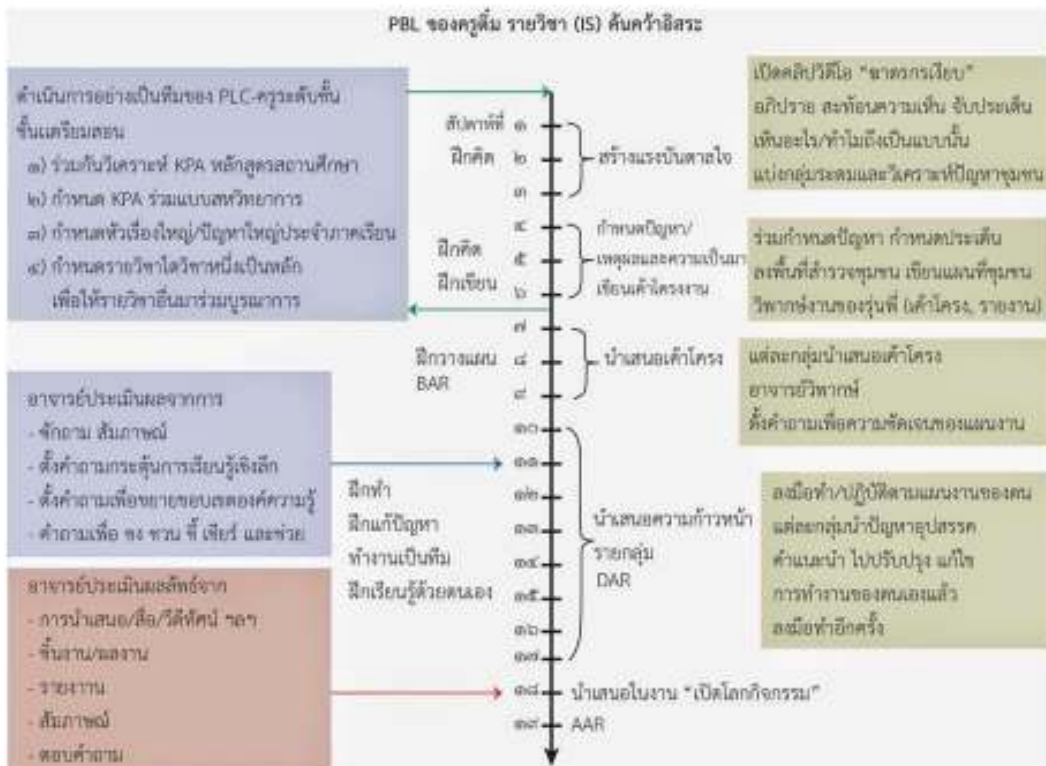 PBL ของครูติ๋ม รายวิชา (IS) ค้นคว้าอิสระ
ดำเนินการอย่างเป็นทีมของ PLC-ครูระดับชั้น
ขั้นเตรียมสอน
๑) ร่วมกันวิเคราะห์ KPA หลักสูตรสถานศึกษา
๒) กำหนด KPA ร่วมแบบสหวิทยาการ
๓) กำหนดหัวเรื่องใหญ่/ปัญหาใหญ่ประจำภาคเรียน
๔) กำหนดรายวิชาใดวิชาหนึ่งเป็นหลัก
เพื่อให้รายวิชาอื่นมาร่วมบูรณาการ
อาจารย์ประเมินผลจากการ
- ซักถาม สัมภาษณ์
- ตั้งคำถามกระตุ้นการเรียนรู้เชิงลึก
- ตั้งคำถามเพื่อขยายขอบเขตองค์ความรู้
- คำถามเพื่อ ชง ชวน ชี้ เชียร์ และช่วย
อาจารย์ประเมินผลลัพธ์จาก
- การนำเสนอ/สื่อ/วีดีทัศน์ ฯลฯ
- ชิ้นงาน/ผลงาน
- รายงาาน
- สัมภาษณ์
- ตอบคำถาม
สัปดาห์ที่ ๑
ฝึกคิด ๒
๓
สร้างแรงบันดาลใจ
๔
ฝึกคิด ๕
ฝึกเขียน ๖
กำหนดปัญหา/
เหตุผลและความเป็นมา
เขียนเค้าโครงงาน
๗
ฝึกวางแผน ๘
BAR ๙
นำเสนอเค้าโครง
๑๐
๑๑
๑๒
๑๓
๑๔
๑๕
๑๖
๑๗
ฝึกทำ
ฝึกแก้ปัญหา
ทำงานเป็นทีม
ฝึกเรียนรู้ด้วยตนเอง
นำเสนอความก้าวหน้า
รายกลุ่ม
DAR
๑๘ นำเสนอในงาน “เปิดโลกกิจกรรม”
๑๙ AAR
เปิดคลิปวิดีโอ “ฆาตกรเงียบ”
อภิปราย สะท้อนความเห็น จับประเด็น
เห็นอะไร/ทำไมถึงเป็นแบบนั้น
แบ่งกลุ่มระดมและวิเคราะห์ปัญหาชุมชน
ร่วมกำหนดปัญหา กำหนดประเด็น
ลงพื้นที่สำรวจชุมชน เขียนแผนที่ชุมชน
วิพากษ์งานของรุ่นพี่ (เค้าโครง, รายงาน)
แต่ละกลุ่มนำเสนอเค้าโครง
อาจารย์วิพากษ์
ตั้งคำถามเพื่อความชัดเจนของแผนงาน
ลงมือทำ/ปฏิบัติตามแผนงานของตน
แต่ละกลุ่มนำปัญหาอุปสรรค
คำแนะนำ ไปปรับปรุง แก้ไข
การทำงานของตนเองแล้ว
ลงมือทำอีกครั้ง